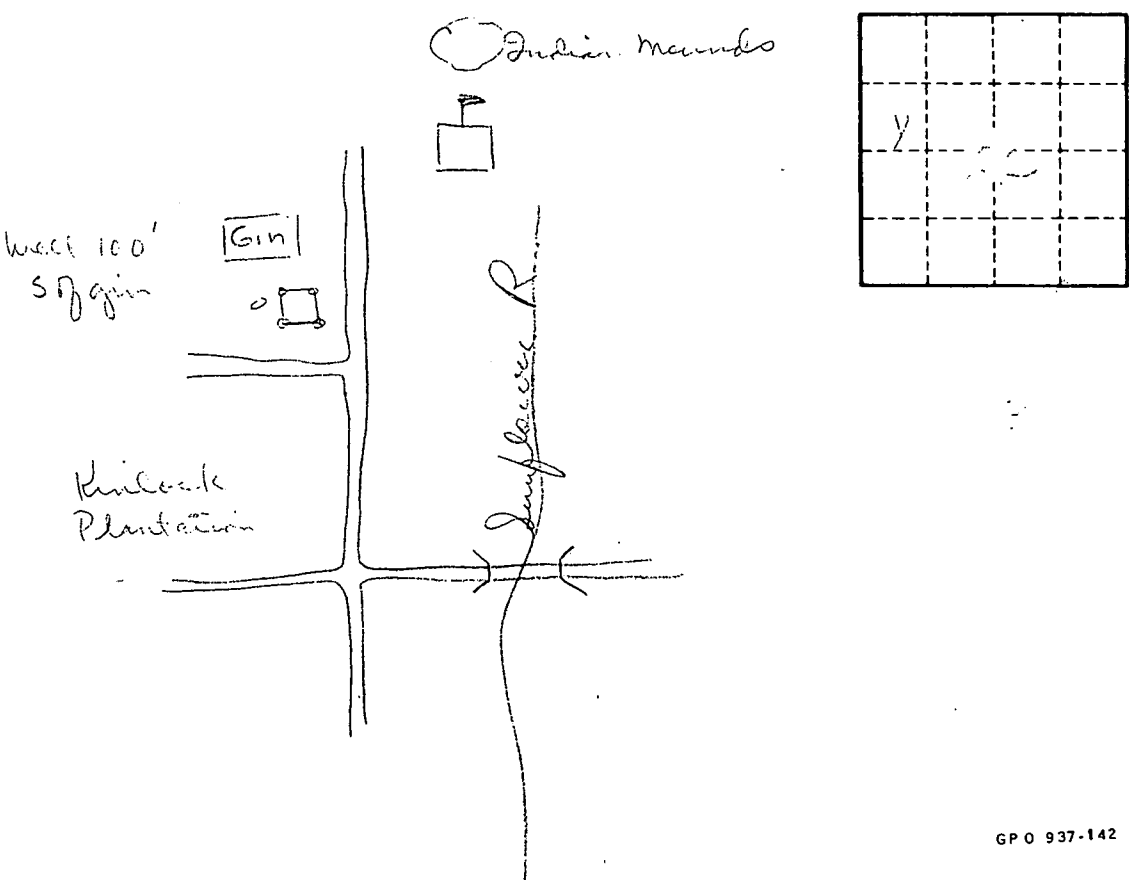 Indian Mounds
Well 100'
S of gin
Gin
Sunflower R
Kinlock
Plantation
GPO 937-142